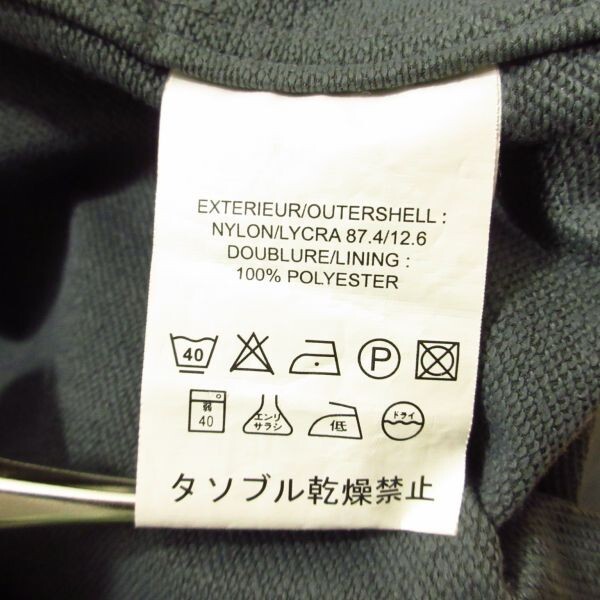 EXTERIEUR/OUTERSHELL :
NYLON/LYCRA 87.4/12.6
DOUBLURE/LINING :
100% POLYESTER
40 P
弱 40 エンソサラシ 低 ドライ
タソブル乾燥禁止